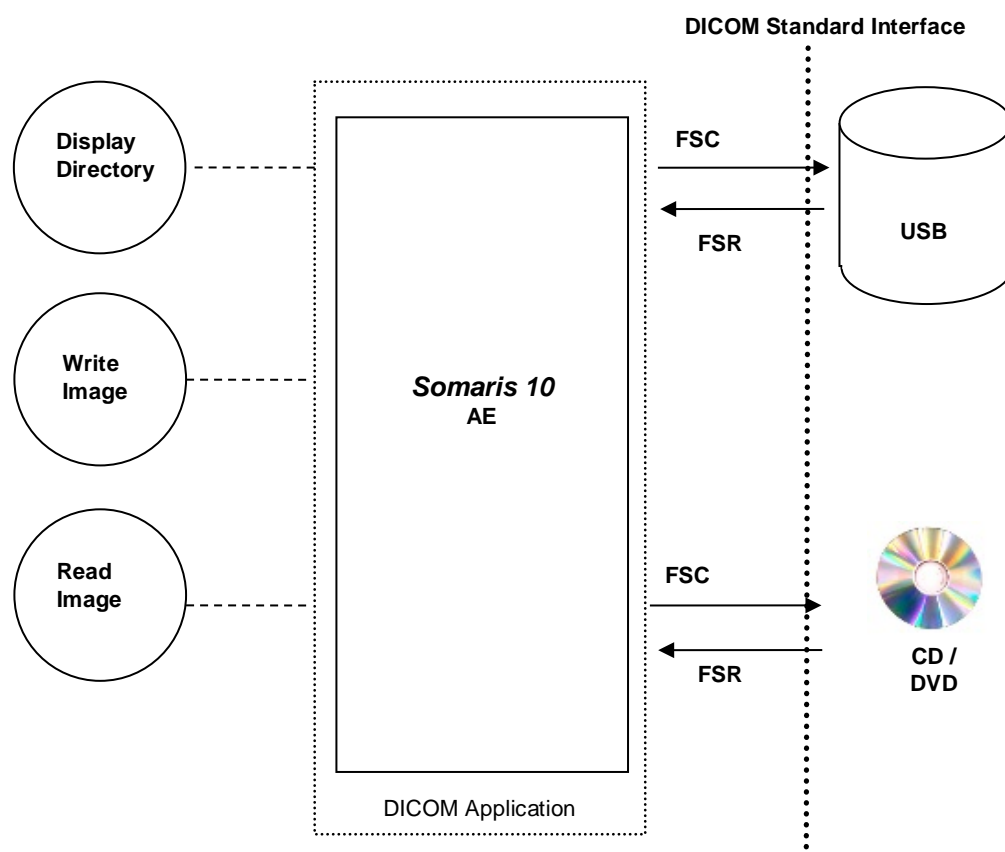 DICOM Standard Interface
Display
Directory
FSC
FSR
USB
Write
Image
Somaris 10
AE
Read
Image
FSC
FSR
CD /
DVD
DICOM Application